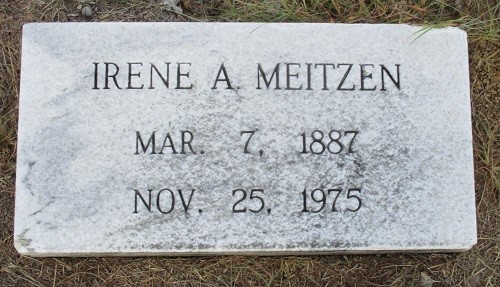 IRENE A. MEITZEN
MAR. 7, 1887
NOV. 25, 1975